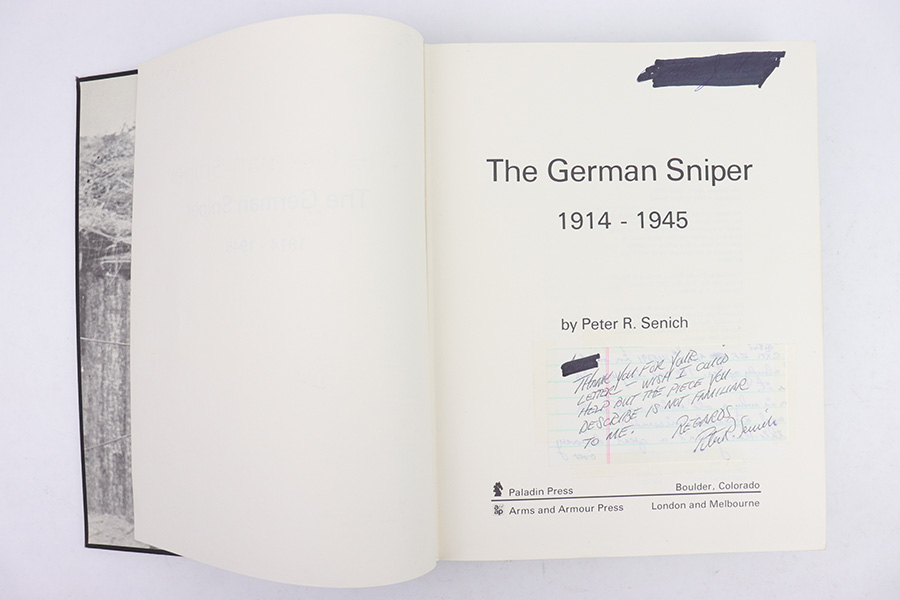 The German Sniper
1914 - 1945
by Peter R. Senich
THANK YOU FOR YOUR
LETTER - WISH I COULD
HELP BUT THE PIECE YOU
DESCRIBE IS NOT FAMILIAR
TO ME.
REGARDS
Peter R. Senich
Paladin Press
Boulder, Colorado
Arms and Armour Press
London and Melbourne